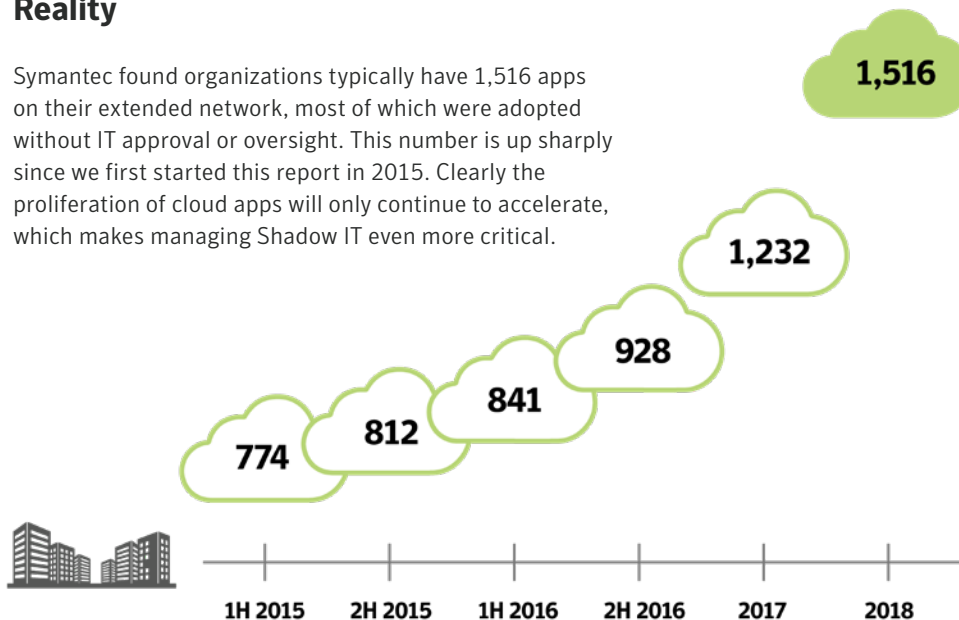 Reality
Symantec found organizations typically have 1,516 apps
on their extended network, most of which were adopted
without IT approval or oversight. This number is up sharply
since we first started this report in 2015. Clearly the
proliferation of cloud apps will only continue to accelerate,
which makes managing Shadow IT even more critical.
1,516
1,232
928
841
812
774
1H 2015 2H 2015 1H 2016 2H 2016 2017 2018